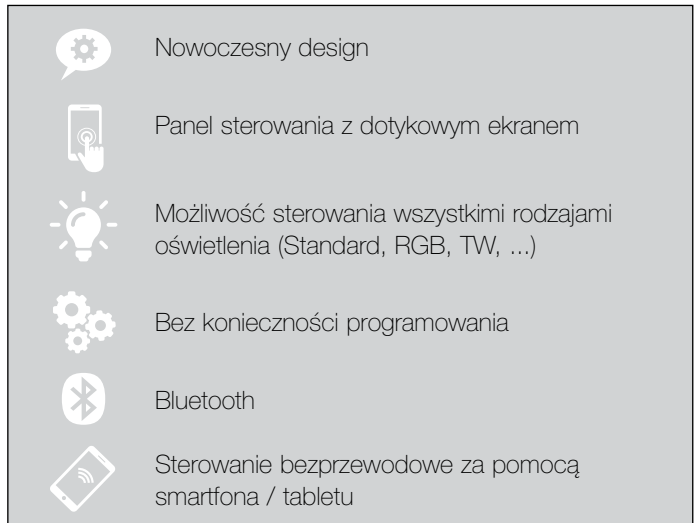 Nowoczesny design
Panel sterowania z dotykowym ekranem
Możliwość sterowania wszystkimi rodzajami
oświetlenia (Standard, RGB, TW, ...)
Bez konieczności programowania
Bluetooth
Sterowanie bezprzewodowe za pomocą
smartfona / tabletu